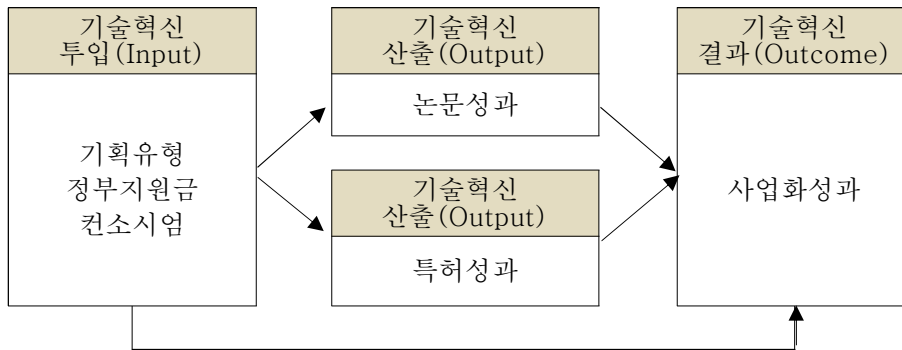 기술혁신
투입(Input)
기획유형
정부지원금
컨소시엄
기술혁신
산출(Output)
논문성과
기술혁신
산출(Output)
특허성과
기술혁신
결과(Outcome)
사업화성과